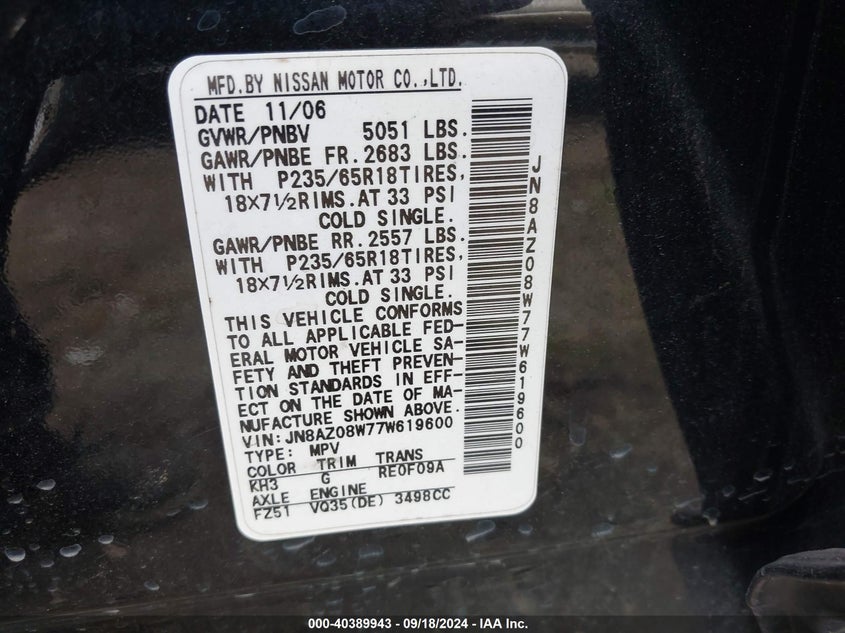 MFD.BY NISSAN MOTOR CO.,LTD.
DATE 11/06
GVWR/PNBV 5051 LBS.
GAWR/PNBE FR. 2683 LBS.
WITH P235/65R18TIRES,
18X7½RIMS.AT 33 PSI
COLD SINGLE.
GAWR/PNBE RR. 2557 LBS.
WITH P235/65R18TIRES,
18X7½RIMS.AT 33 PSI
COLD SINGLE.
THIS VEHICLE CONFORMS
TO ALL APPLICABLE FED-
ERAL MOTOR VEHICLE SA-
FETY AND THEFT PREVEN-
TION STANDARDS IN EFF-
ECT ON THE DATE OF MA-
NUFACTURE SHOWN ABOVE.
VIN:JN8AZ08W77W619600
TYPE: MPV
COLOR TRIM TRANS
KH3 G RE0F09A
AXLE ENGINE
FZ51 VQ35(DE) 3498CC
JN8AZ08W77W619600
000-40389943 - 09/18/2024 - IAA Inc.